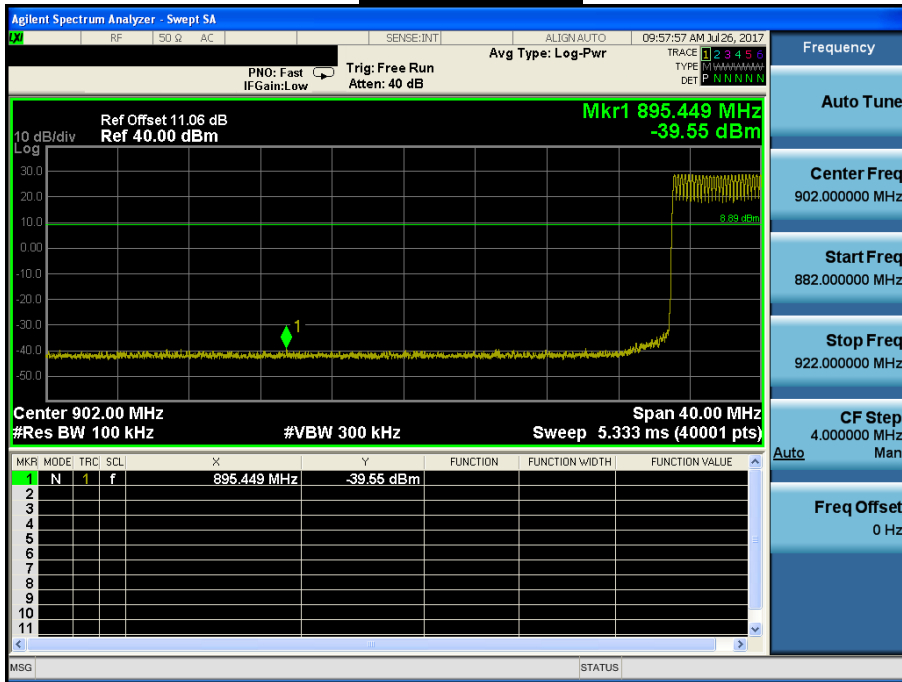 Agilent Spectrum Analyzer - Swept SA
LXI RF 50 Ω AC SENSE:INT ALIGN AUTO 09:57:57 AM Jul 26, 2017
Frequency
Avg Type: Log-Pwr
TRACE 1 2 3 4 5 6
PNO: Fast Trig: Free Run
TYPE M
IFGain:Low Atten: 40 dB
DET P N N N N N
Auto Tune
Mkr1 895.449 MHz
Ref Offset 11.06 dB
10 dB/div Ref 40.00 dBm
-39.55 dBm
Log
30.0
20.0
10.0
8.89 dBm
0.00
-10.0
-20.0
-30.0
1
-40.0
-50.0
Center Freq
902.000000 MHz
Start Freq
882.000000 MHz
Stop Freq
922.000000 MHz
Center 902.00 MHz Span 40.00 MHz
#Res BW 100 kHz #VBW 300 kHz Sweep 5.333 ms (40001 pts)
CF Step
4.000000 MHz
Auto Man
MKR MODE TRC SCL X Y FUNCTION FUNCTION WIDTH FUNCTION VALUE
1 N 1 f 895.449 MHz -39.55 dBm
2
3
4
5
6
7
8
9
10
11
Freq Offset
0 Hz
MSG STATUS